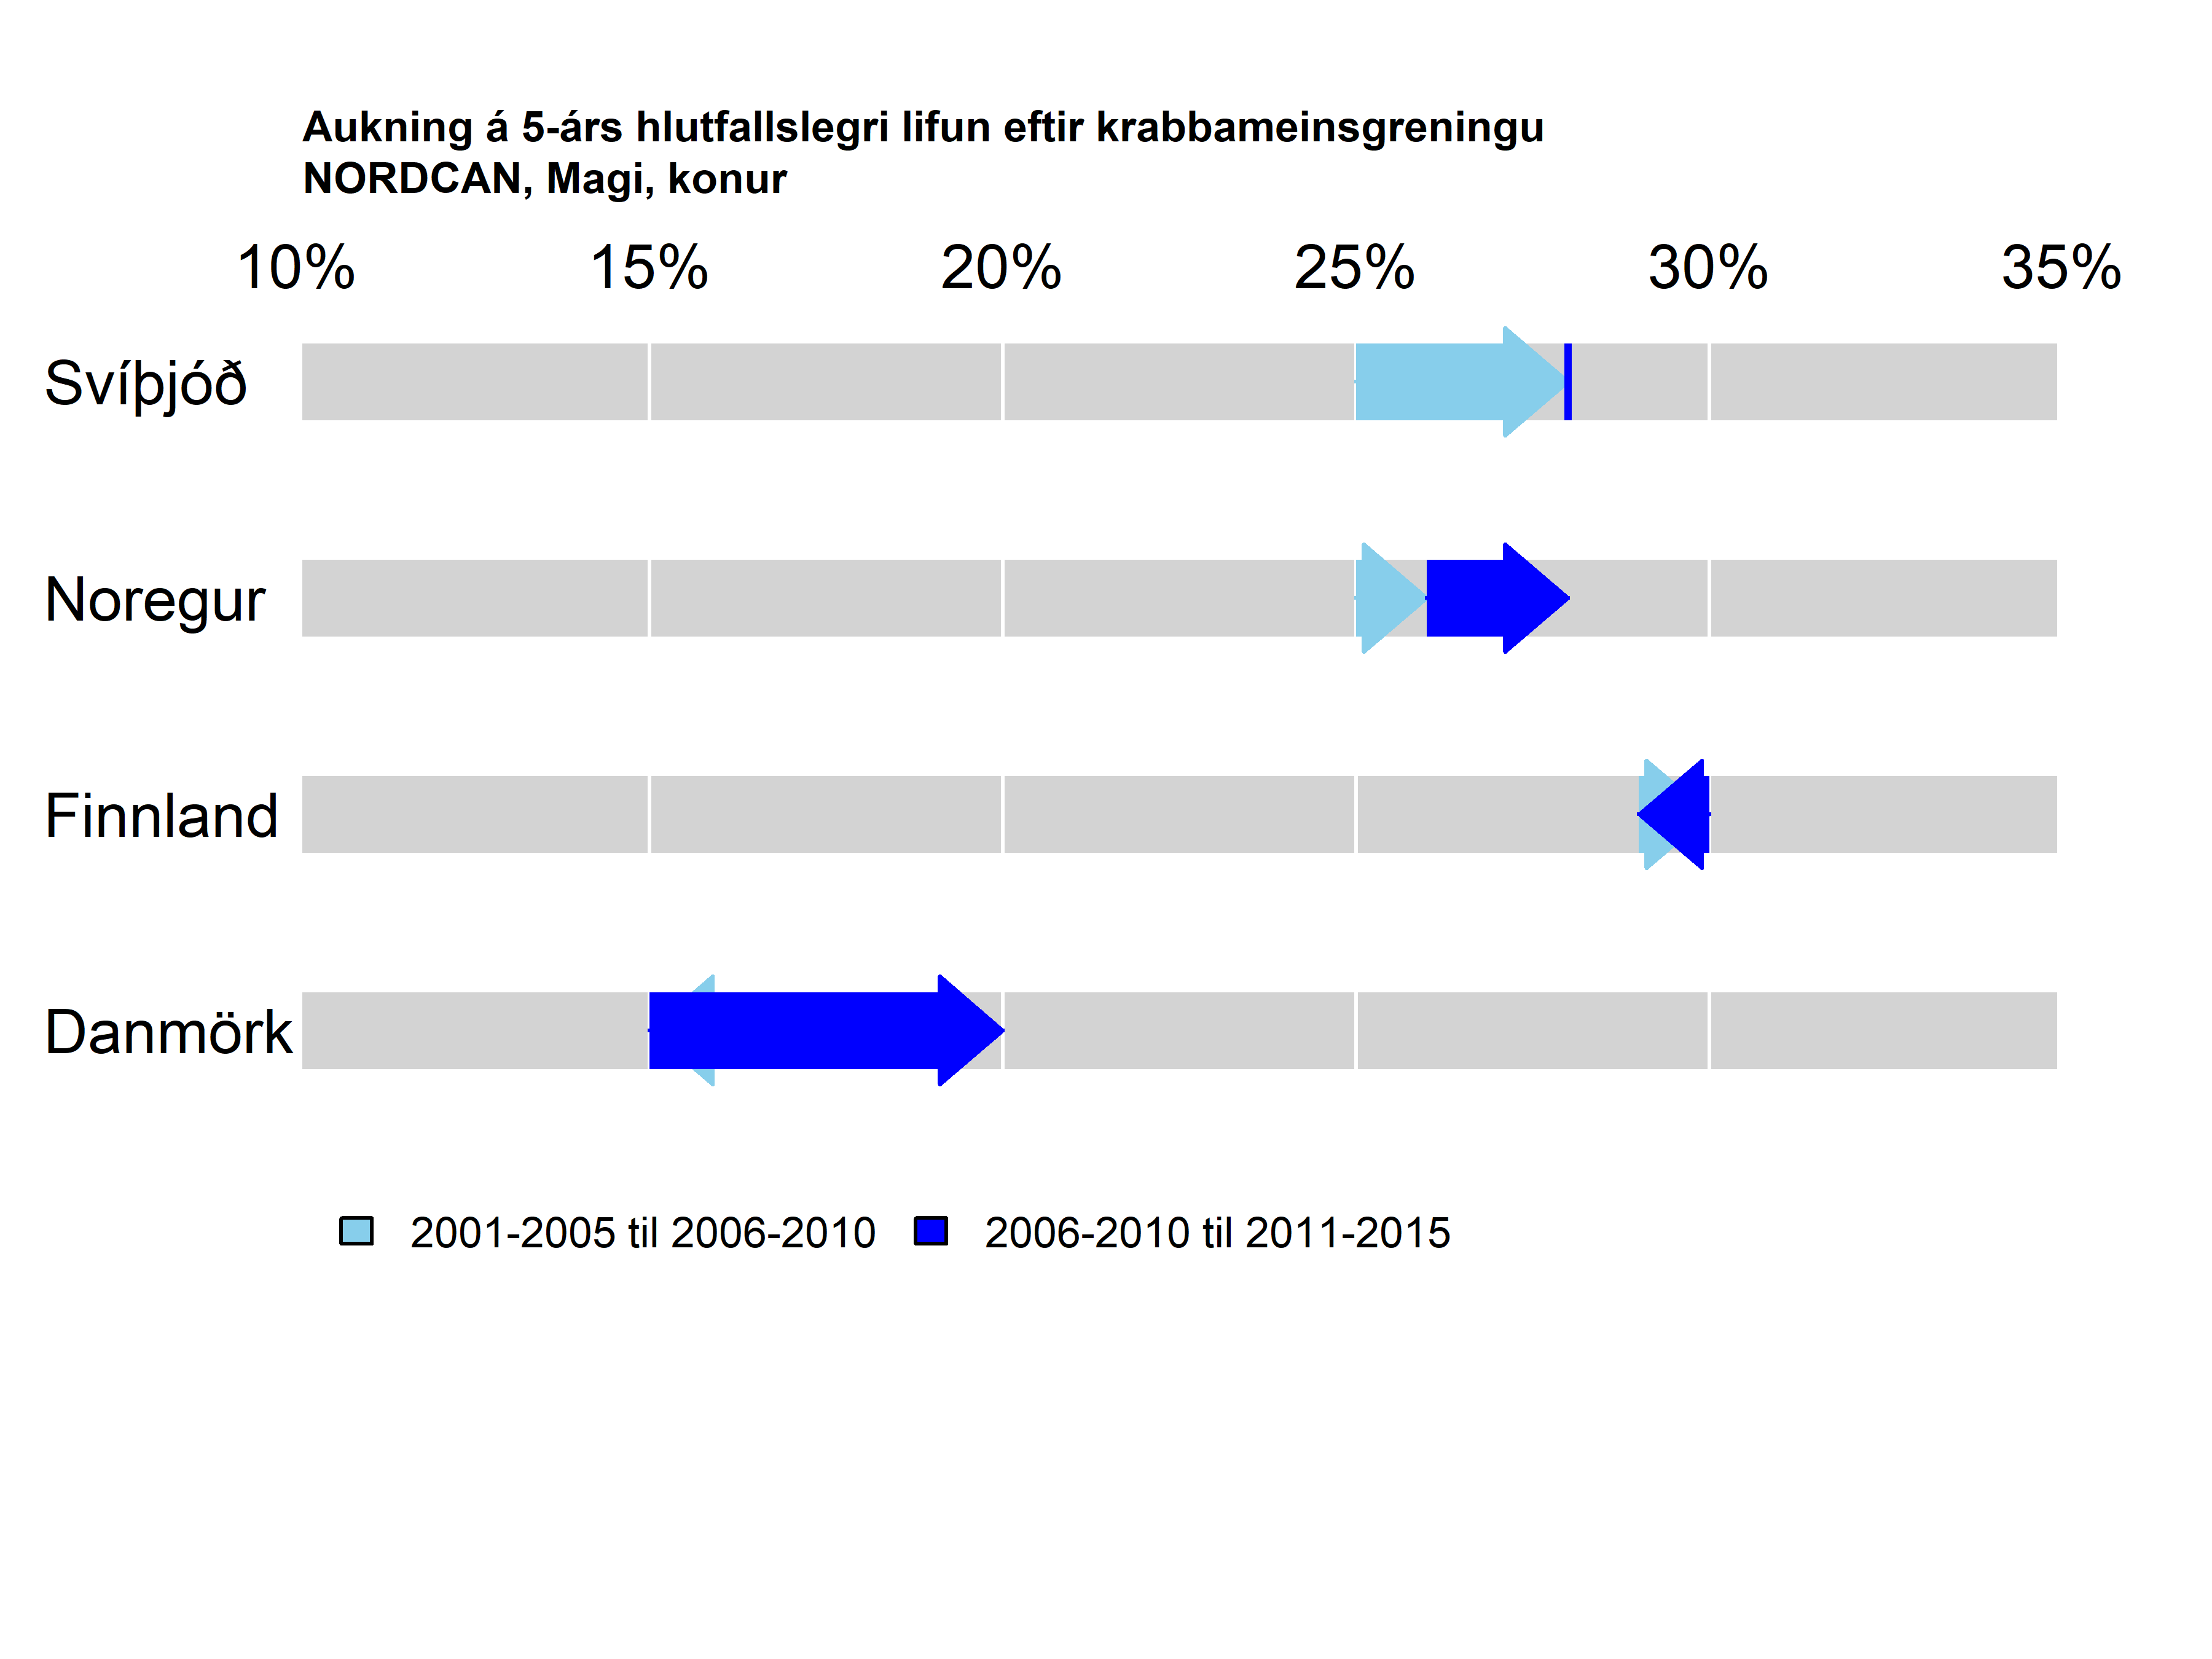 Aukning á 5-árs hlutfallslegri lifun eftir krabbameinsgreningu
NORDCAN, Magi, konur
10% 15% 20% 25% 30% 35%
Svíþjóð
Noregur
Finnland
Danmörk
2001-2005 til 2006-2010 2006-2010 til 2011-2015